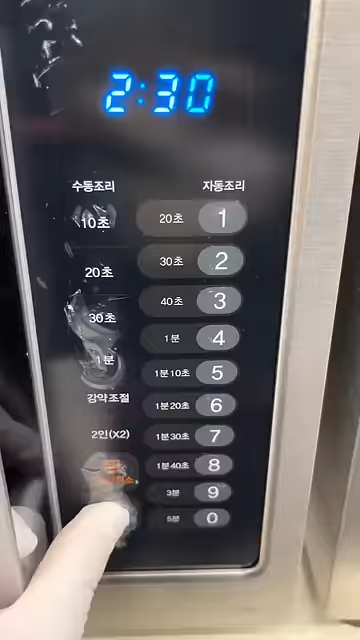 2:30
수동조리 자동조리
10초 20초 1
20초 30초 2
30초 40초 3
1분 1분 4
강약조절 1분10초 5
2인(X2) 1분20초 6
1분30초 7
1분40초 8
3분 9
5분 0